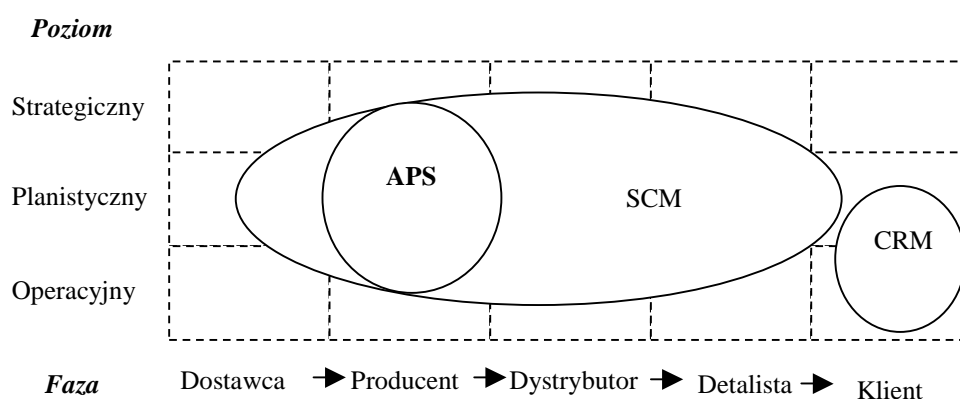 Poziom
Strategiczny
Planistyczny
APS
SCM
CRM
Operacyjny
Faza Dostawca Producent Dystrybutor Detalista Klient